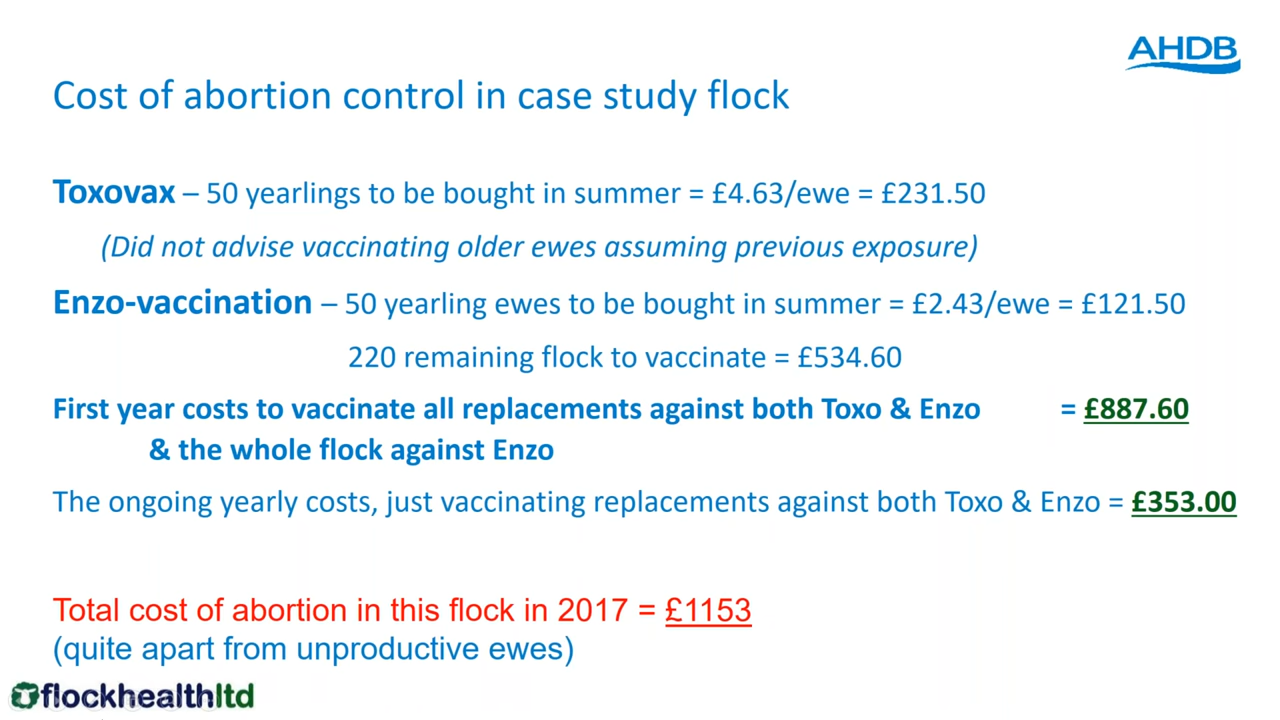 AHDB
Cost of abortion control in case study flock
Toxovax – 50 yearlings to be bought in summer = £4.63/ewe = £231.50
(Did not advise vaccinating older ewes assuming previous exposure)
Enzo-vaccination – 50 yearling ewes to be bought in summer = £2.43/ewe = £121.50
220 remaining flock to vaccinate = £534.60
First year costs to vaccinate all replacements against both Toxo & Enzo = £887.60
& the whole flock against Enzo
The ongoing yearly costs, just vaccinating replacements against both Toxo & Enzo = £353.00
Total cost of abortion in this flock in 2017 = £1153
(quite apart from unproductive ewes)
flockhealthltd